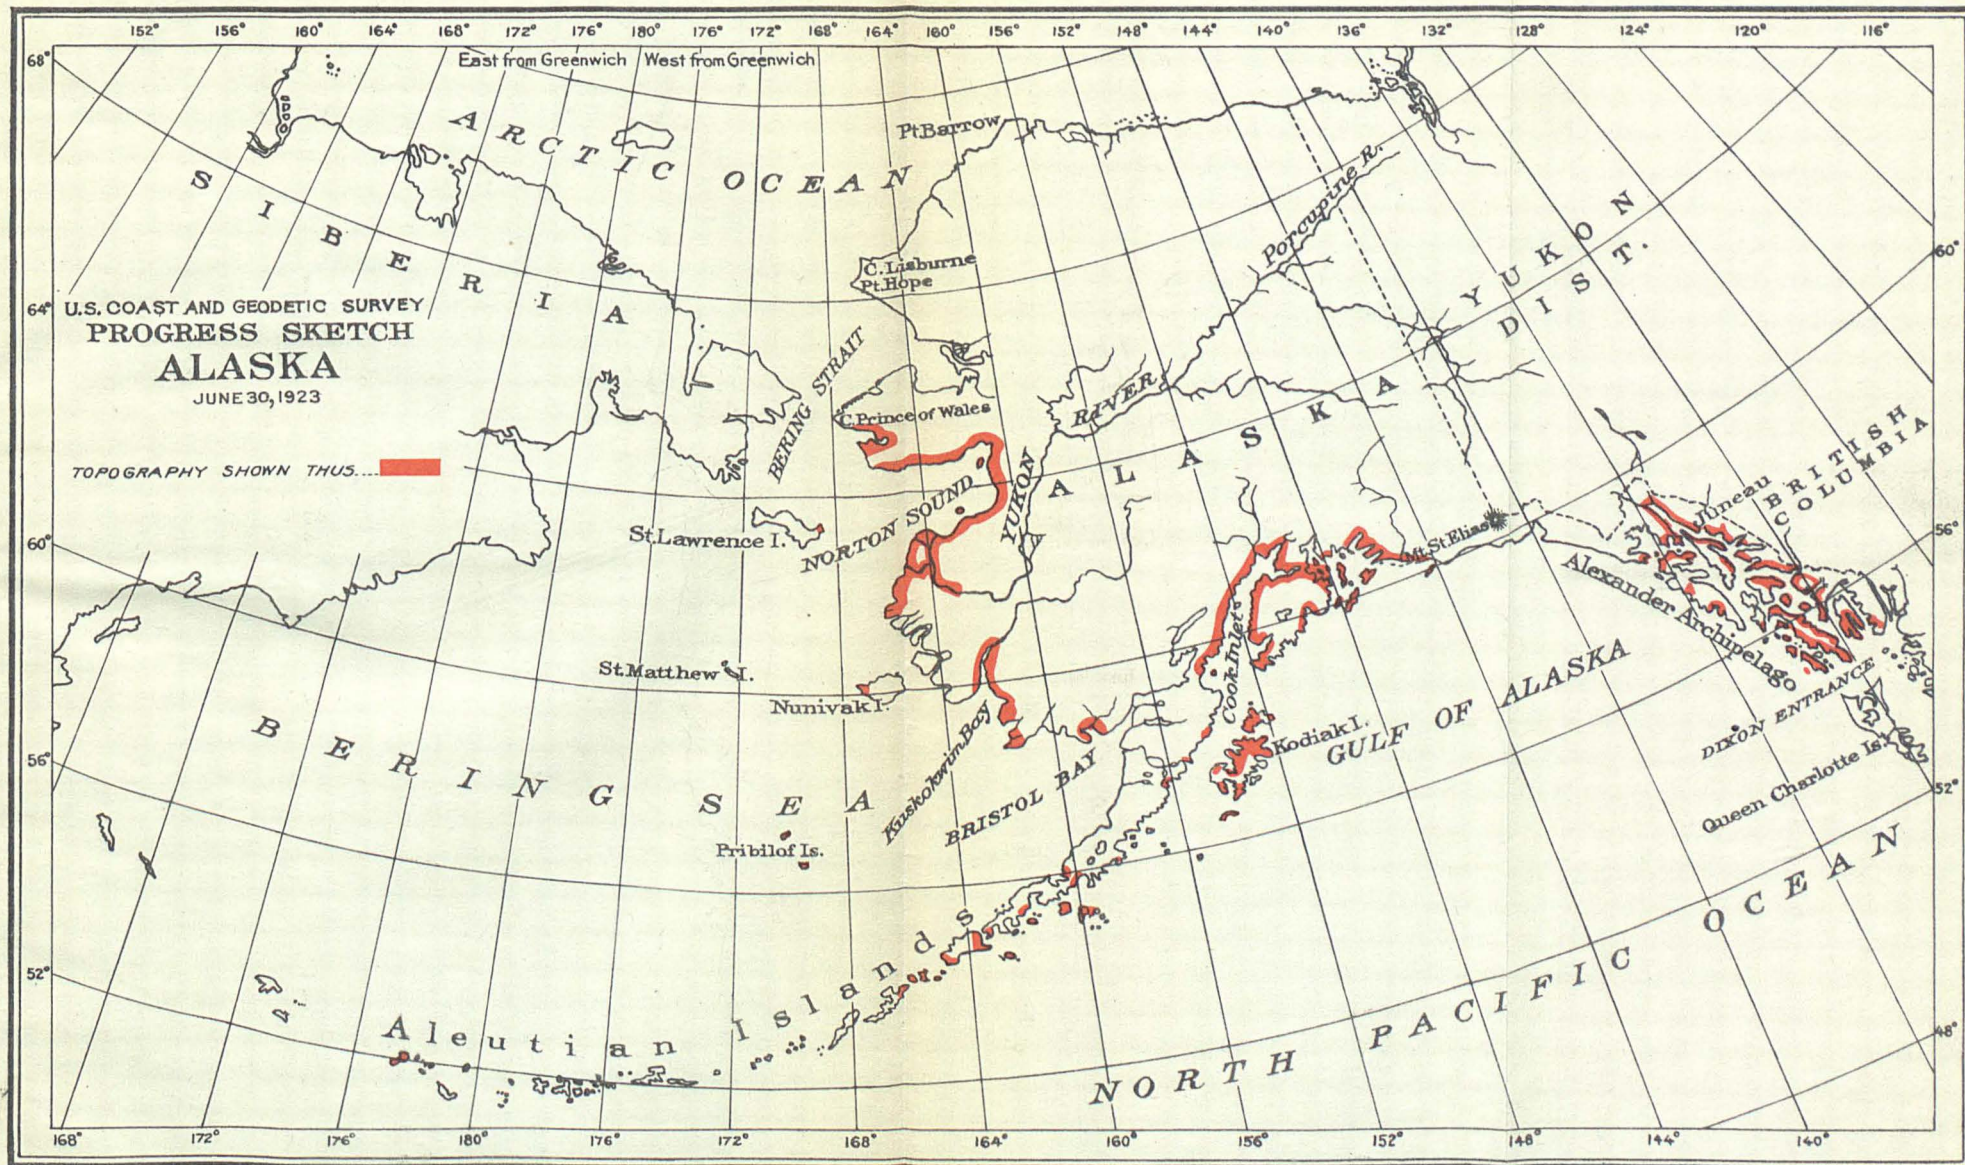 152° 156° 160° 164° 168° 172° 176° 180° 176° 172° 168° 164° 160° 156° 152° 148° 144° 140° 136° 132° 128° 124° 120° 116°
East from Greenwich West from Greenwich
68°
64°
60°
56°
52°
60°
56°
52°
48°
ARCTIC OCEAN
SIBERIA
U.S. COAST AND GEODETIC SURVEY
PROGRESS SKETCH
ALASKA
JUNE 30, 1923
TOPOGRAPHY SHOWN THUS....
Pt. Barrow
C. Lisburne
Pt. Hope
Porcupine R.
YUKON
DIST.
BERING STRAIT
C. Prince of Wales
YUKON RIVER
ALASKA
NORTON SOUND
St. Lawrence I.
Mt. St. Elias
Juneau
BRITISH
COLUMBIA
Alexander Archipelago
St. Matthew I.
Nunivak I.
Cook Inlet
Kuskokwim Bay
BRISTOL BAY
Kodiak I.
GULF OF ALASKA
DIXON ENTRANCE
Queen Charlotte Is.
BERING SEA
Pribilof Is.
Aleutian Islands
NORTH PACIFIC OCEAN
168° 172° 176° 180° 176° 172° 168° 164° 160° 156° 152° 148° 144° 140°